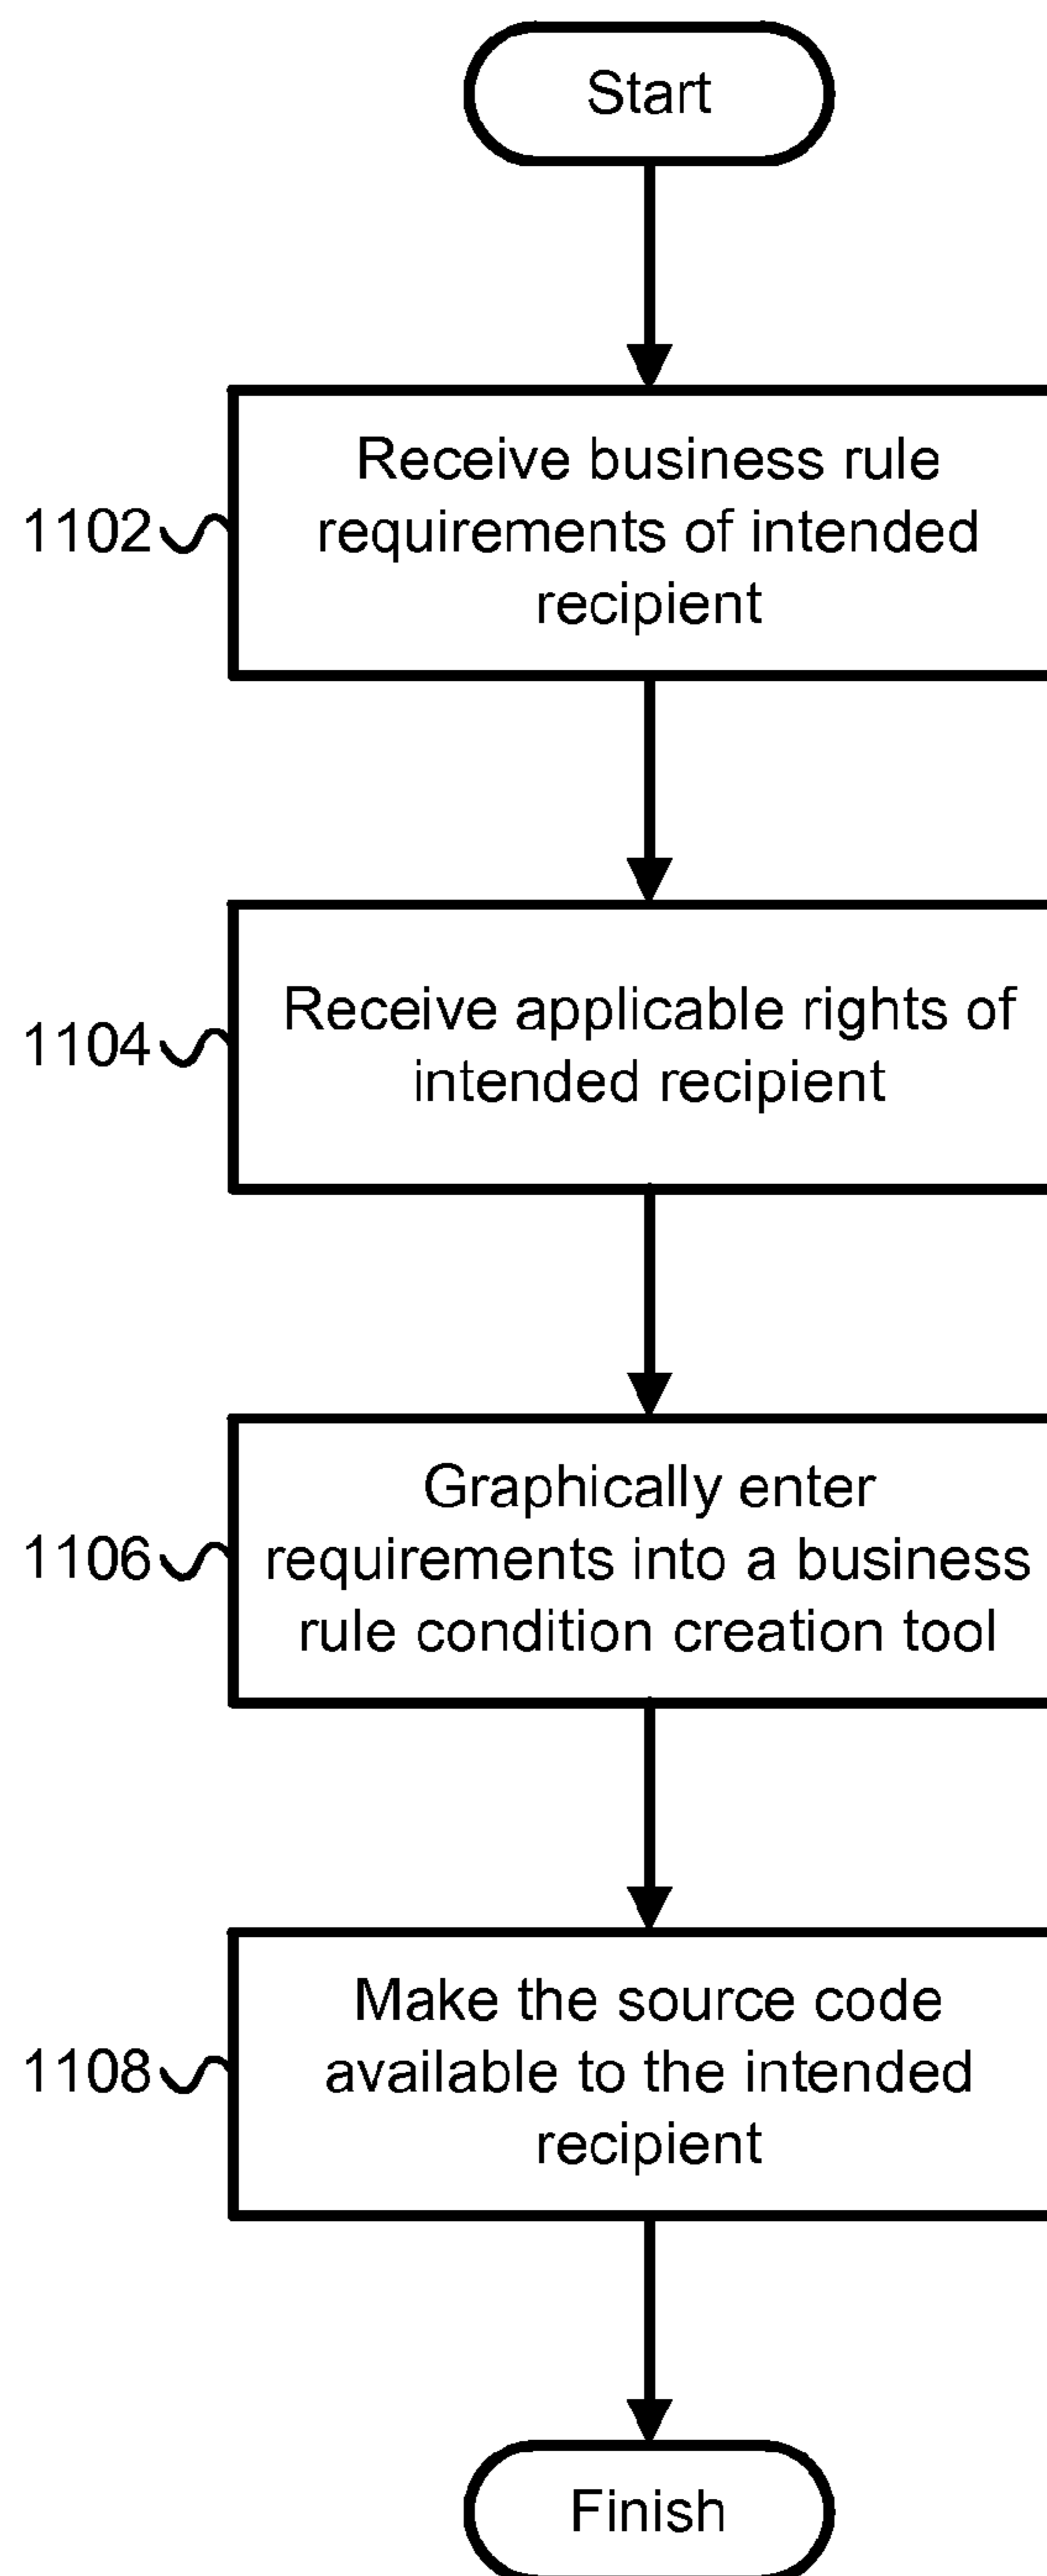 Start
Receive business rule
requirements of intended
recipient
1102
Receive applicable rights of
intended recipient
1104
Graphically enter
requirements into a business
rule condition creation tool
1106
Make the source code
available to the intended
recipient
1108
Finish